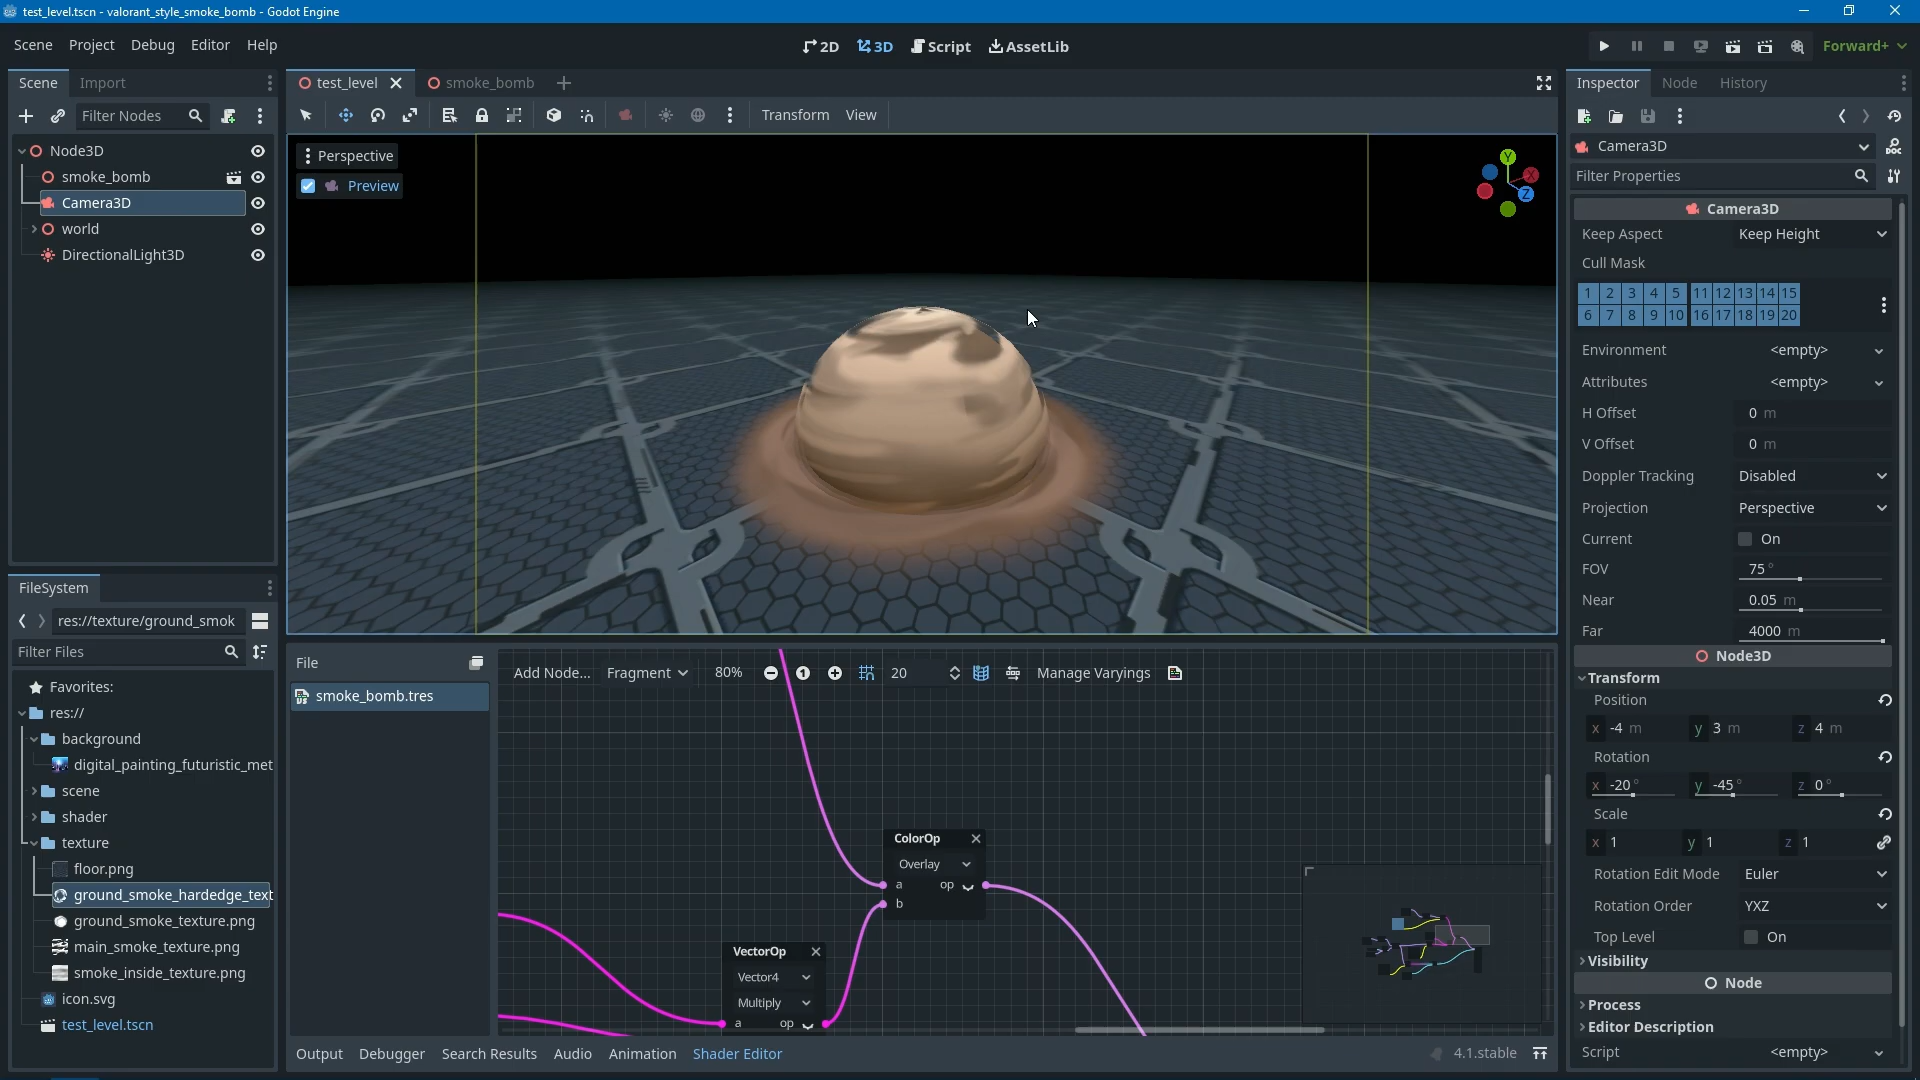 test_level.tscn - valorant_style_smoke_bomb - Godot Engine
Scene Project Debug Editor Help
2D 3D Script AssetLib
Forward+
Scene Import
Filter Nodes
Node3D
smoke_bomb
Camera3D
world
DirectionalLight3D
FileSystem
res://texture/ground_smok
Filter Files
Favorites:
res://
background
digital_painting_futuristic_met
scene
shader
texture
floor.png
ground_smoke_hardedge_text
ground_smoke_texture.png
main_smoke_texture.png
smoke_inside_texture.png
icon.svg
test_level.tscn
test_level smoke_bomb
Transform View
Perspective
Preview
Y
X
Z
File
smoke_bomb.tres
Add Node... Fragment 80% 1 20 Manage Varyings
ColorOp
Overlay
a op
b
VectorOp
Vector4
Multiply
a op
Output Debugger Search Results Audio Animation Shader Editor 4.1.stable
Inspector Node History
Camera3D
Filter Properties
Camera3D
Keep Aspect Keep Height
Cull Mask
1 2 3 4 5 11 12 13 14 15
6 7 8 9 10 16 17 18 19 20
Environment <empty>
Attributes <empty>
H Offset 0 m
V Offset 0 m
Doppler Tracking Disabled
Projection Perspective
Current On
FOV 75 °
Near 0.05 m
Far 4000 m
Node3D
Transform
Position
x -4 m y 3 m z 4 m
Rotation
x -20 ° y -45 ° z 0 °
Scale
x 1 y 1 z 1
Rotation Edit Mode Euler
Rotation Order YXZ
Top Level On
Visibility
Node
Process
Editor Description
Script <empty>